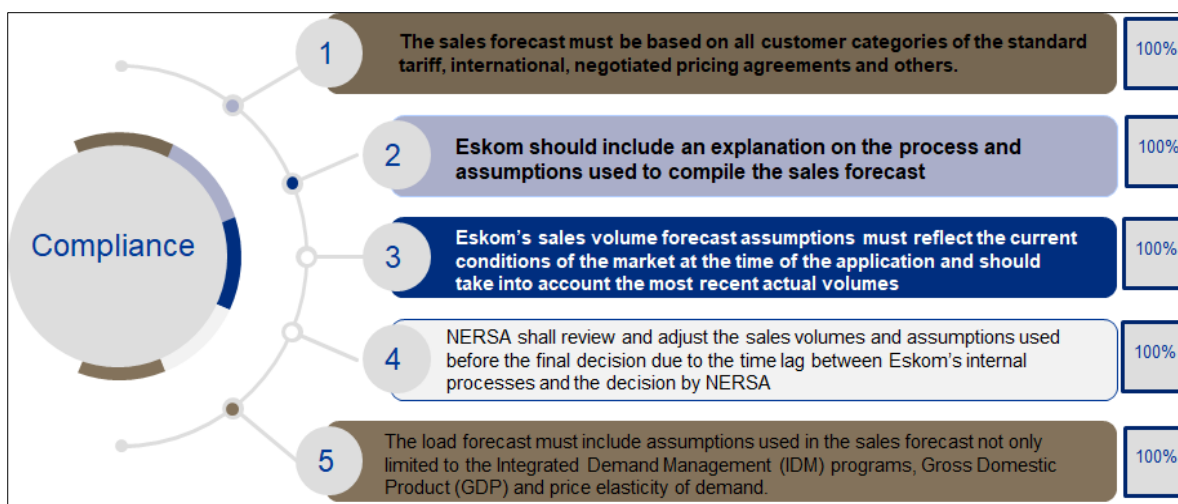 Compliance
1
The sales forecast must be based on all customer categories of the standard
tariff, international, negotiated pricing agreements and others.
100%
2
Eskom should include an explanation on the process and
assumptions used to compile the sales forecast
100%
3
Eskom's sales volume forecast assumptions must reflect the current
conditions of the market at the time of the application and should
take into account the most recent actual volumes
100%
4
NERSA shall review and adjust the sales volumes and assumptions used
before the final decision due to the time lag between Eskom's internal
processes and the decision by NERSA
100%
5
The load forecast must include assumptions used in the sales forecast not only
limited to the Integrated Demand Management (IDM) programs, Gross Domestic
Product (GDP) and price elasticity of demand.
100%